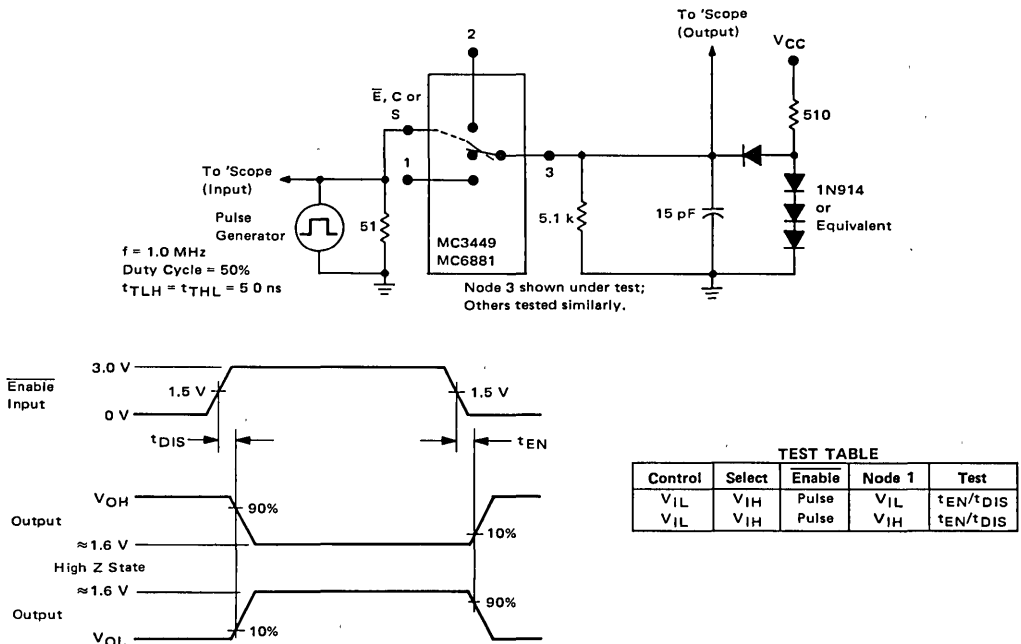 To 'Scope
(Output)
2
VCC
E, C or
S
510
1
To 'Scope
(Input)
3
1N914
or
Equivalent
Pulse
Generator
51
5.1 k
15 pF
MC3449
MC6881
f = 1.0 MHz
Duty Cycle = 50%
tTLH = tTHL = 5 0 ns
Node 3 shown under test;
Others tested similarly.
3.0 V
Enable
Input
1.5 V
1.5 V
0 V
tDIS
tEN
TEST TABLE
Control Select Enable Node 1 Test
VIL VIH Pulse VIL tEN/tDIS
VIL VIH Pulse VIH tEN/tDIS
VOH
90%
Output
10%
≈1.6 V
High Z State
≈1.6 V
90%
Output
10%
VOL